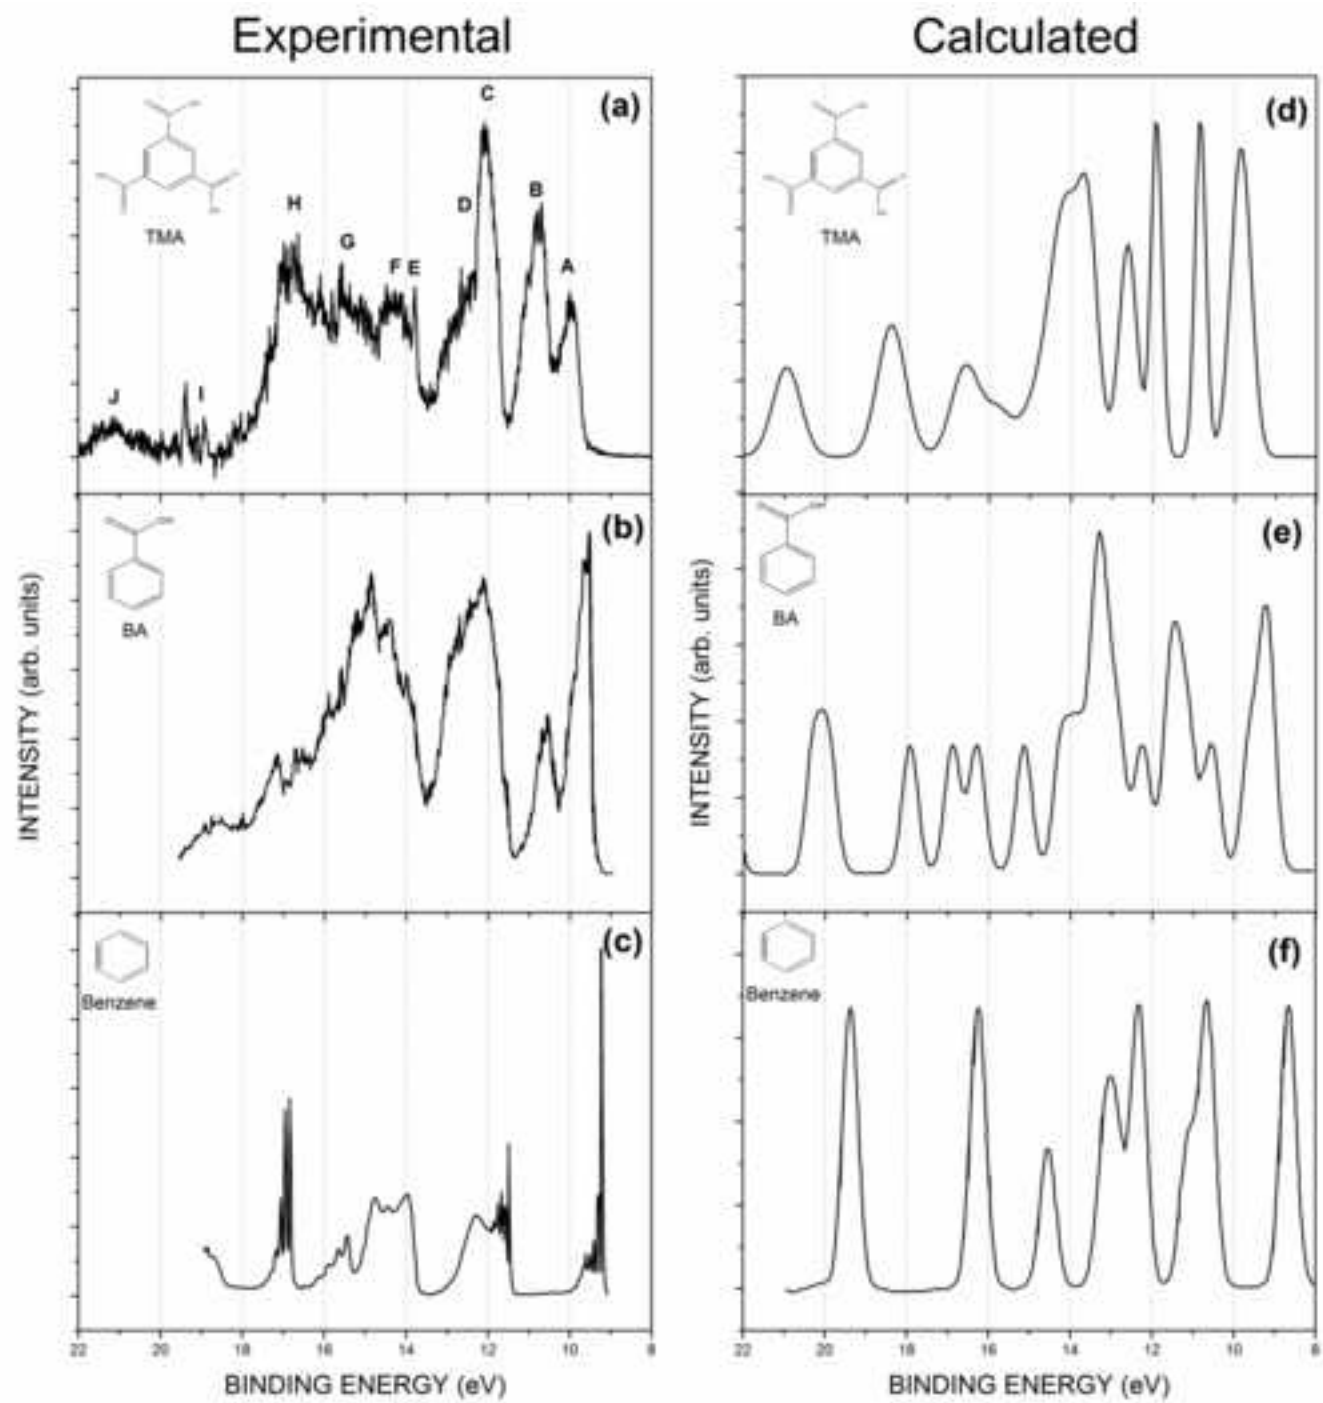 Experimental
Calculated
(a)
C
B
D
H
G
F
E
A
I
J
TMA
(d)
TMA
(b)
OH
BA
(e)
BA
(c)
Benzene
(f)
Benzene
INTENSITY (arb. units)
INTENSITY (arb. units)
22 20 18 16 14 12 10 8
22 20 18 16 14 12 10 8
BINDING ENERGY (eV)
BINDING ENERGY (eV)